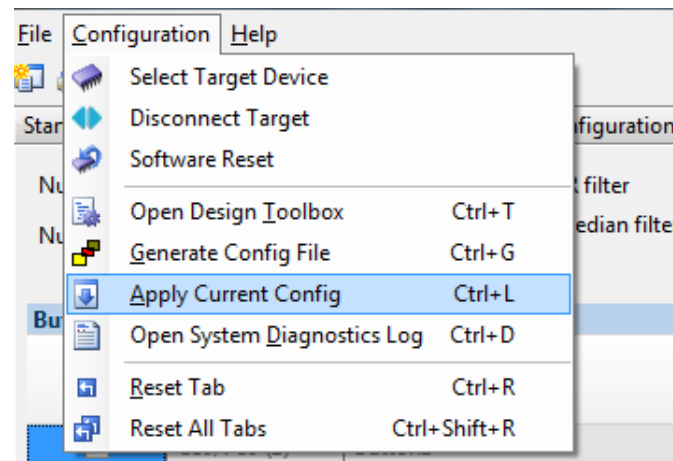 File Configuration Help
Select Target Device
Disconnect Target
Software Reset
Open Design Toolbox Ctrl+T
Generate Config File Ctrl+G
Apply Current Config Ctrl+L
Open System Diagnostics Log Ctrl+D
Reset Tab Ctrl+R
Reset All Tabs Ctrl+Shift+R
filter